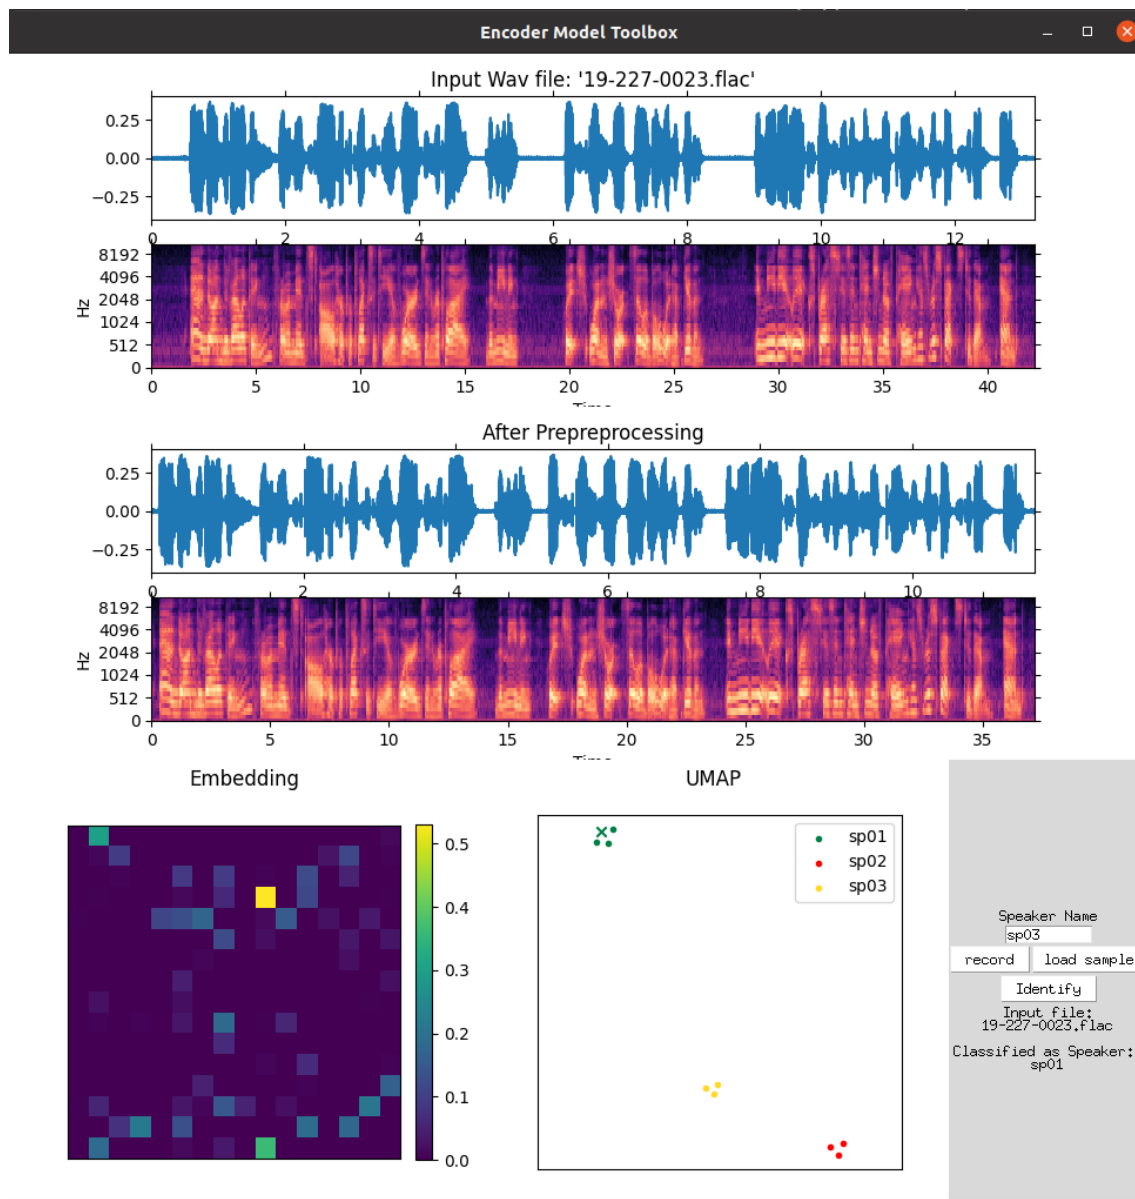 Encoder Model Toolbox
Input Wav file: '19-227-0023.flac'
0.25
0.00
−0.25
0 2 4 6 8 10 12
8192
4096
2048
1024
512
0
Hz
0 5 10 15 20 25 30 35 40
Time
After Prepreprocessing
0.25
0.00
−0.25
0 2 4 6 8 10
8192
4096
2048
1024
512
0
Hz
0 5 10 15 20 25 30 35
Time
Embedding
0.5
0.4
0.3
0.2
0.1
0.0
UMAP
sp01
sp02
sp03
Speaker Name
sp03
record load sample
Identify
Input file:
19-227-0023.flac
Classified as Speaker:
sp01